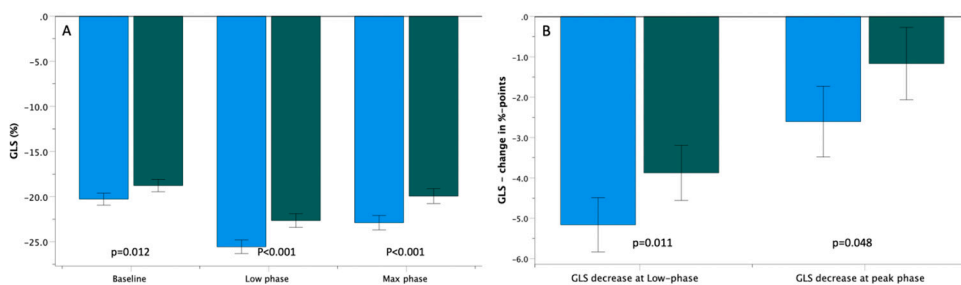 A
GLS (%)
.0
-5.0
-10.0
-15.0
-20.0
-25.0
p=0.012
P<0.001
P<0.001
Baseline
Low phase
Max phase
B
GLS - change in %-points
.0
-1.0
-2.0
-3.0
-4.0
-5.0
-6.0
p=0.011
p=0.048
GLS decrease at Low-phase
GLS decrease at peak phase